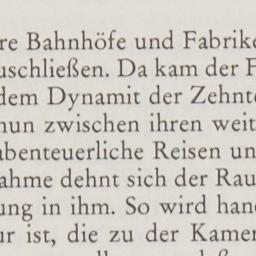 re Bahnhöfe und Fabrike
uschließen. Da kam der F
dem Dynamit der Zehnte
nun zwischen ihren weit
abenteuerliche Reisen un
ahme dehnt sich der Rau
ung in ihm. So wird han
ur ist, die zu der Kamer